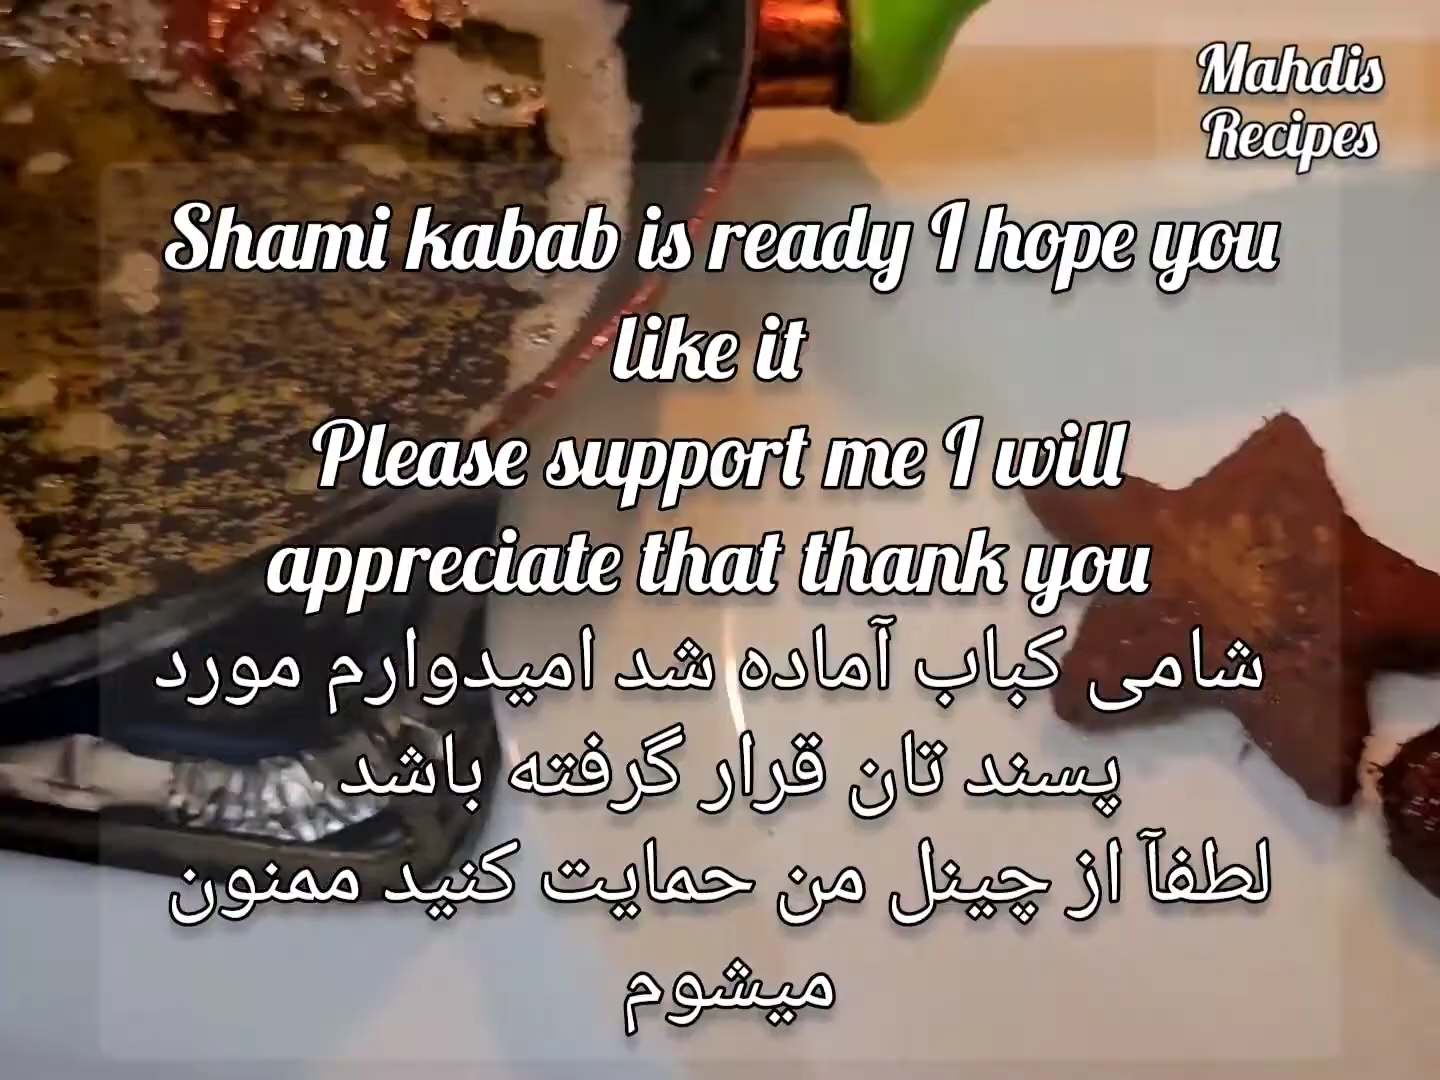 Mahdis
Recipes
Shami kabab is ready I hope you
like it
Please support me I will
appreciate that thank you
شامی کباب آماده شد امیدوارم مورد
پسند تان قرار گرفته باشد
لطفآ از چینل من حمایت کنید ممنون
میشوم